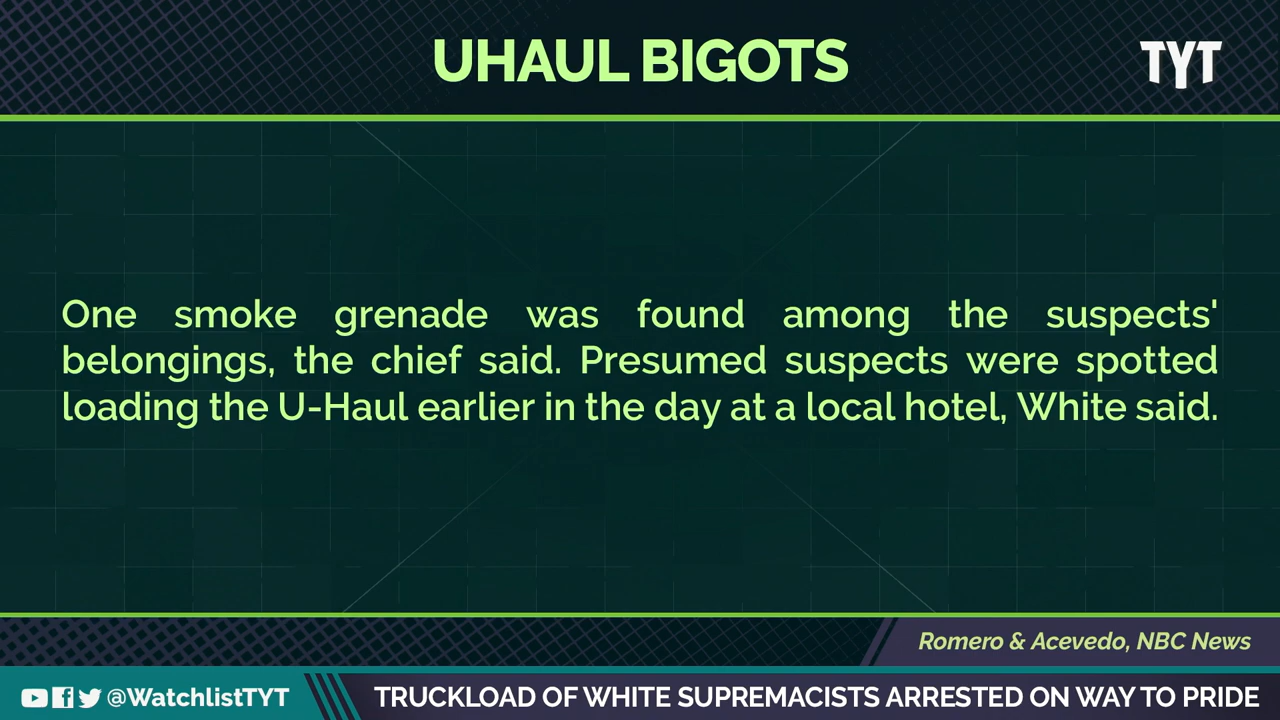 UHAUL BIGOTS
TYT
One smoke grenade was found among the suspects'
belongings, the chief said. Presumed suspects were spotted
loading the U-Haul earlier in the day at a local hotel, White said.
Romero & Acevedo, NBC News
@WatchlistTYT
TRUCKLOAD OF WHITE SUPREMACISTS ARRESTED ON WAY TO PRIDE